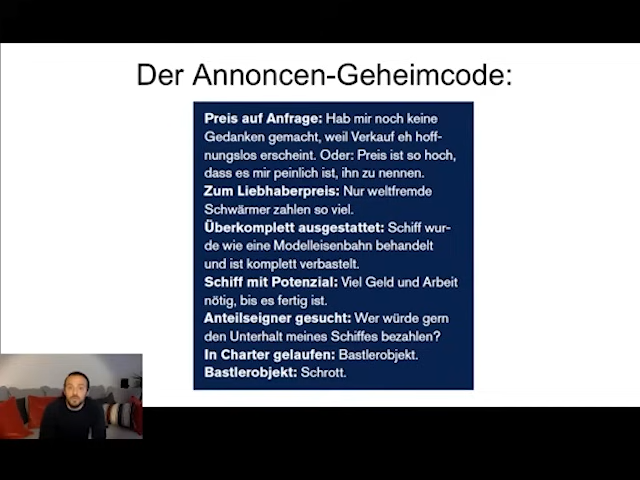 Der Annoncen-Geheimcode:
Preis auf Anfrage: Hab mir noch keine
Gedanken gemacht, weil Verkauf eh hoff-
nungslos erscheint. Oder: Preis ist so hoch,
dass es mir peinlich ist, ihn zu nennen.
Zum Liebhaberpreis: Nur weltfremde
Schwärmer zahlen so viel.
Überkomplett ausgestattet: Schiff wur-
de wie eine Modelleisenbahn behandelt
und ist komplett verbastelt.
Schiff mit Potenzial: Viel Geld und Arbeit
nötig, bis es fertig ist.
Anteilseigner gesucht: Wer würde gern
den Unterhalt meines Schiffes bezahlen?
In Charter gelaufen: Bastlerobjekt.
Bastlerobjekt: Schrott.